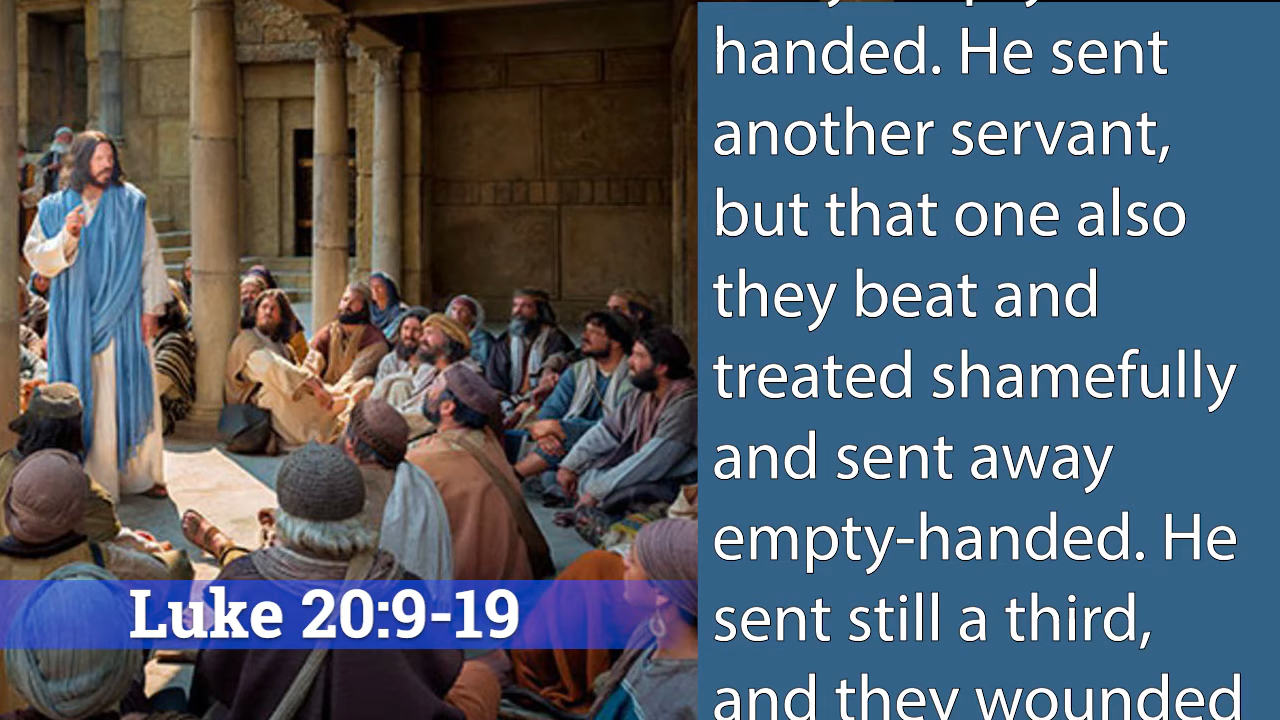 handed. He sent
another servant,
but that one also
they beat and
treated shamefully
and sent away
empty-handed. He
sent still a third,
and they wounded
Luke 20:9-19